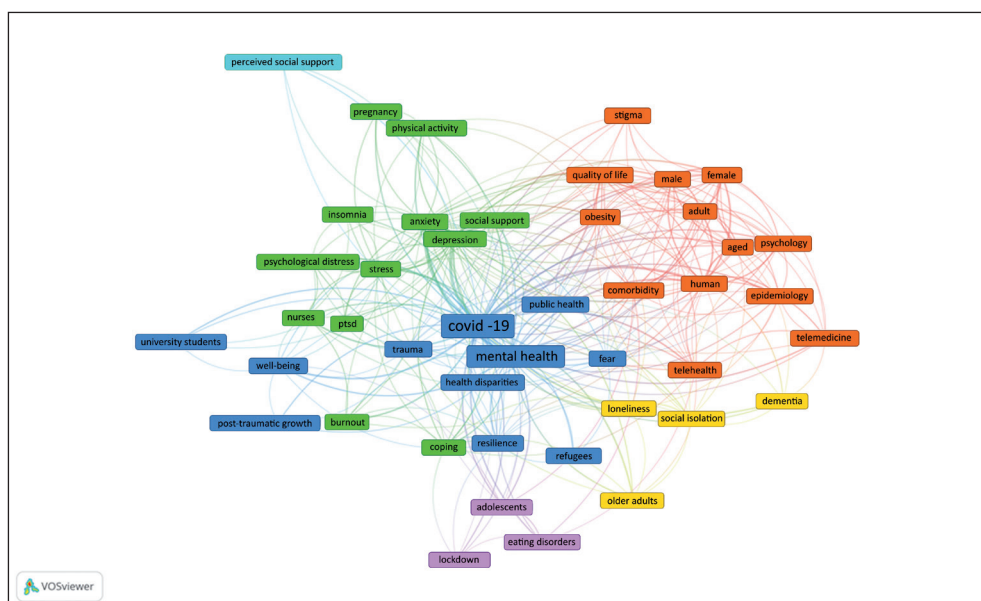 perceived social support
pregnancy
physical activity
stigma
quality of life
male
female
insomnia
anxiety
social support
obesity
adult
depression
aged
psychology
psychological distress
stress
comorbidity
human
epidemiology
public health
nurses
ptsd
covid -19
university students
trauma
mental health
fear
telemedicine
well-being
health disparities
telehealth
post-traumatic growth
burnout
loneliness
social isolation
dementia
coping
resilience
refugees
older adults
adolescents
eating disorders
lockdown
VOSviewer